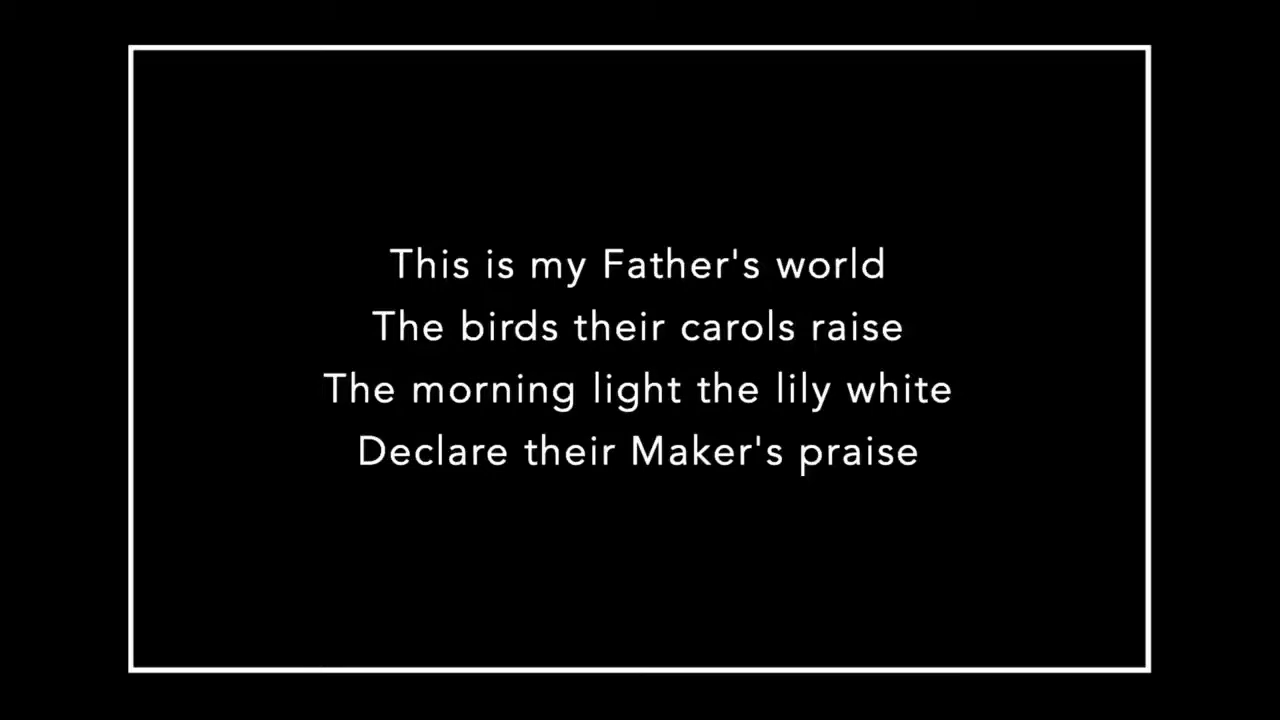 This is my Father's world
The birds their carols raise
The morning light the lily white
Declare their Maker's praise